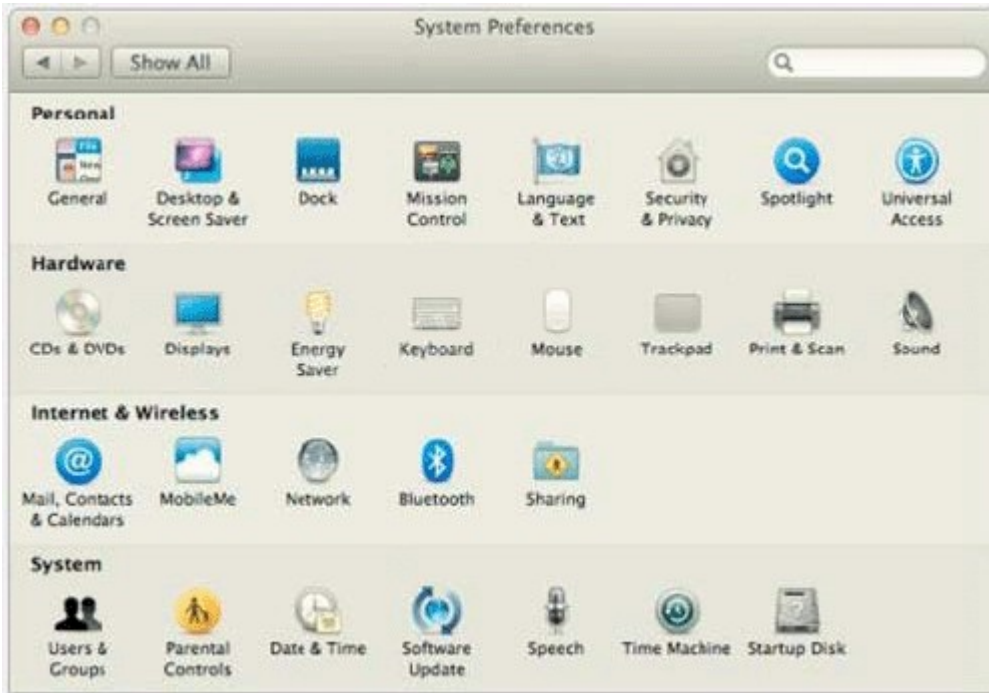 System Preferences
Show All
Personal
General
Desktop &
Screen Saver
Dock
Mission
Control
Language
& Text
Security
& Privacy
Spotlight
Universal
Access
Hardware
CDs & DVDs
Displays
Energy
Saver
Keyboard
Mouse
Trackpad
Print & Scan
Sound
Internet & Wireless
Mail, Contacts
& Calendars
MobileMe
Network
Bluetooth
Sharing
System
Users &
Groups
Parental
Controls
Date & Time
Software
Update
Speech
Time Machine
Startup Disk